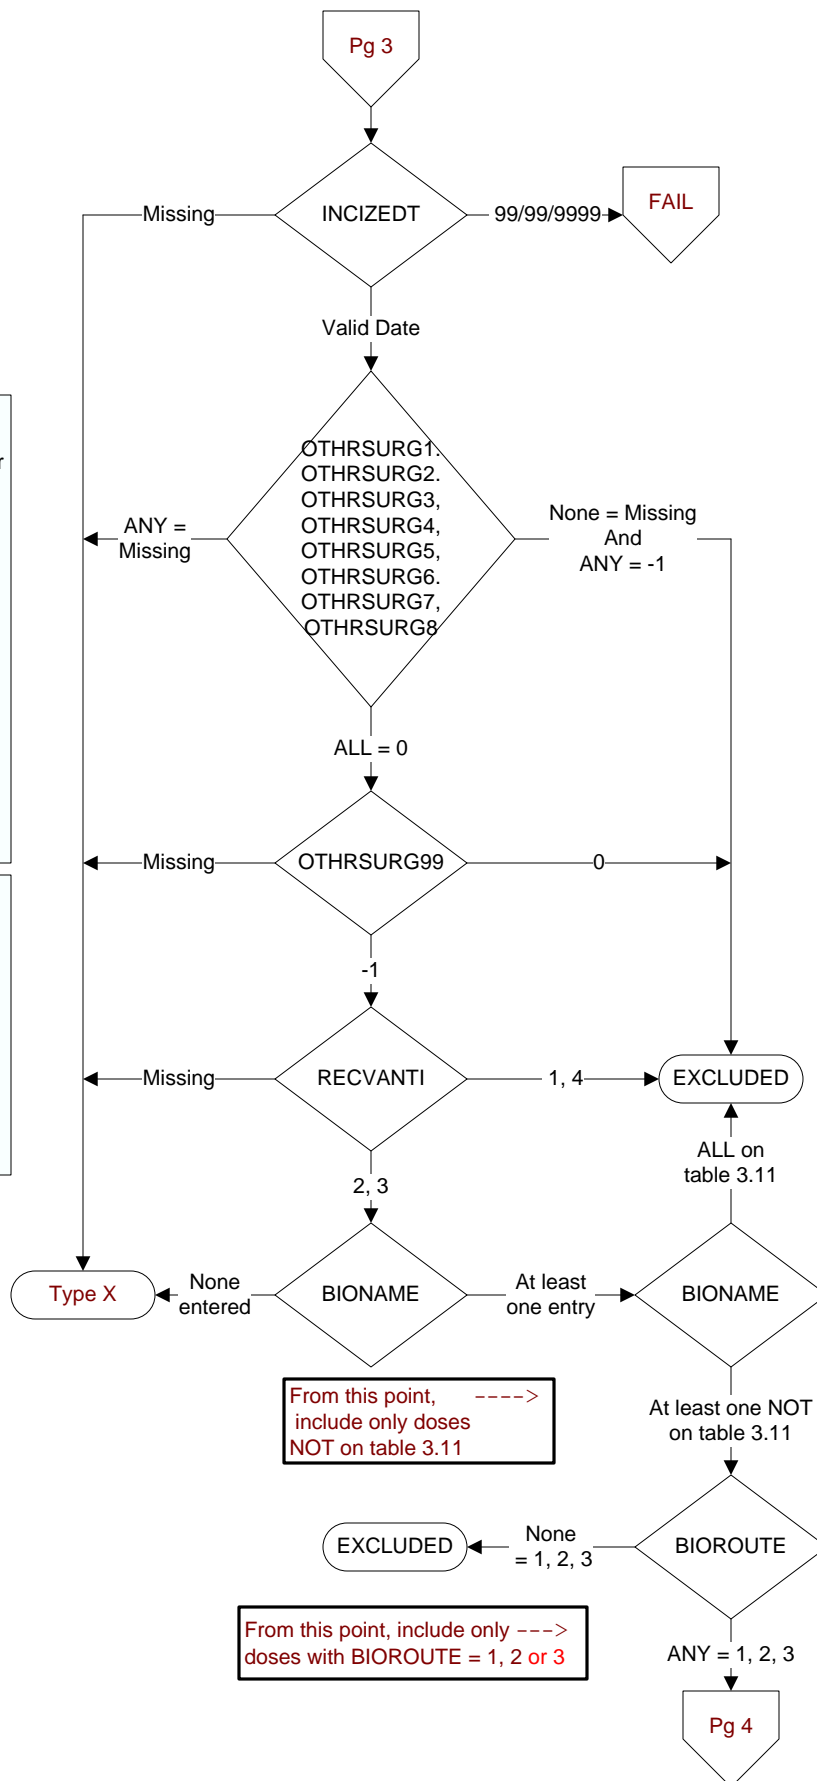 Pg 3
INCIZEDT
Missing
99/99/9999
FAIL
Valid Date
r
OTHRSURG1.
OTHRSURG2.
OTHRSURG3,
OTHRSURG4,
OTHRSURG5,
OTHRSURG6.
OTHRSURG7,
OTHRSURG8
ANY =
Missing
None = Missing
And
ANY = -1
ALL = 0
OTHRSURG99
Missing
0
-1
RECVANTI
Missing
1, 4
EXCLUDED
2, 3
ALL on
table 3.11
Type X
None
entered
BIONAME
At least
one entry
BIONAME
From this point, ---->
include only doses
NOT on table 3.11
At least one NOT
on table 3.11
EXCLUDED
None
= 1, 2, 3
BIOROUTE
From this point, include only --->
doses with BIOROUTE = 1, 2 or 3
ANY = 1, 2, 3
Pg 4